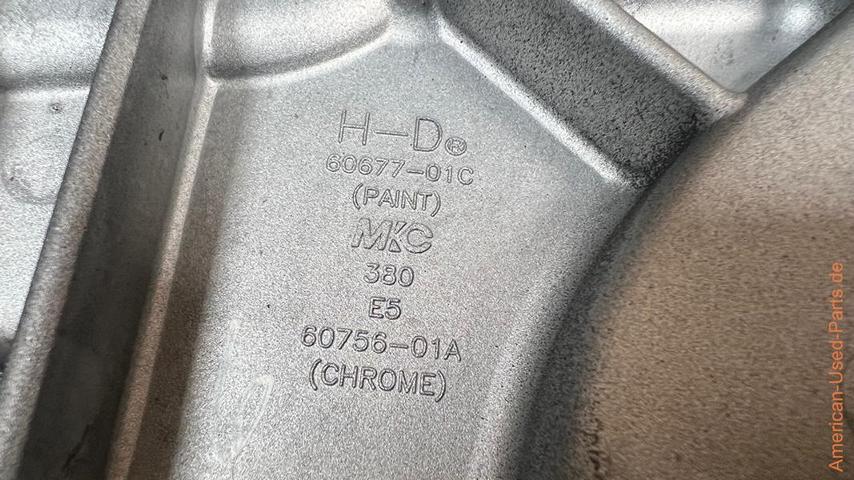 H-D®
60677-01C
(PAINT)
MKC
380
E5
60756-01A
(CHROME)
American-Used-Parts.de